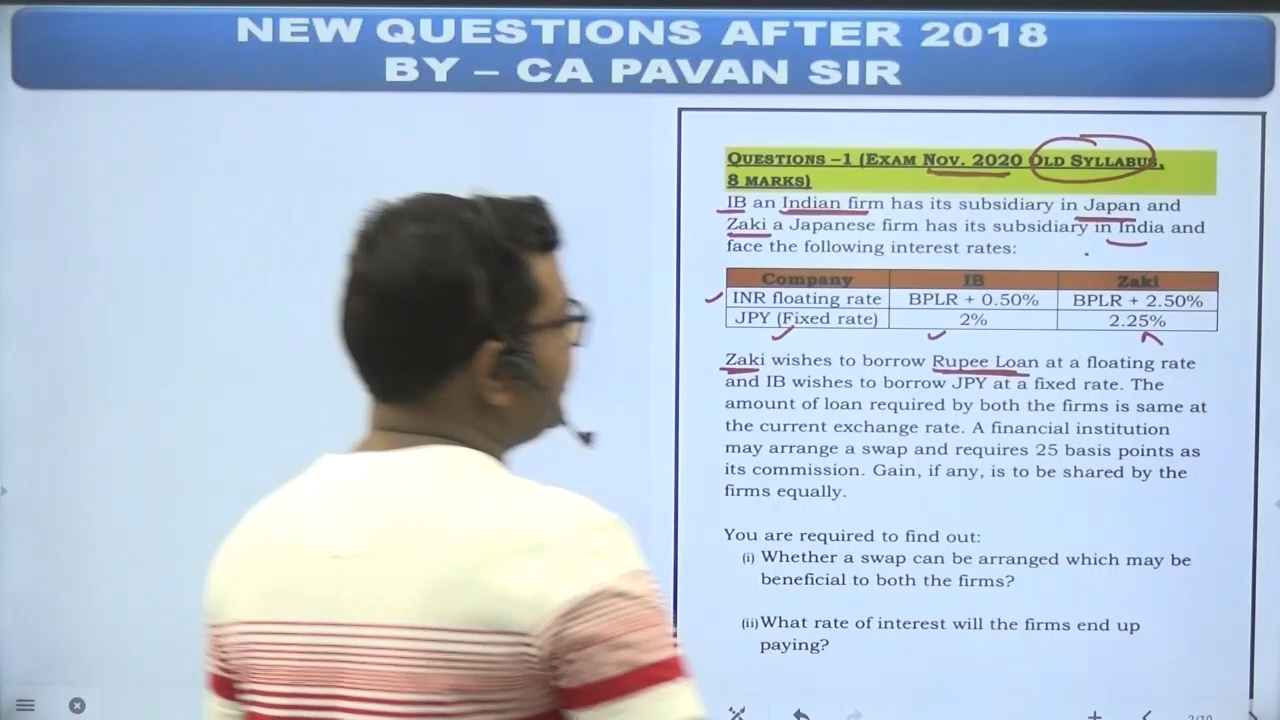 NEW QUESTIONS AFTER 2018
BY – CA PAVAN SIR
QUESTIONS –1 (EXAM NOV. 2020 OLD SYLLABUS,
8 MARKS)
IB an Indian firm has its subsidiary in Japan and
Zaki a Japanese firm has its subsidiary in India and
face the following interest rates:
Company IB Zaki
INR floating rate BPLR + 0.50% BPLR + 2.50%
JPY (Fixed rate) 2% 2.25%
Zaki wishes to borrow Rupee Loan at a floating rate
and IB wishes to borrow JPY at a fixed rate. The
amount of loan required by both the firms is same at
the current exchange rate. A financial institution
may arrange a swap and requires 25 basis points as
its commission. Gain, if any, is to be shared by the
firms equally.
You are required to find out:
(i) Whether a swap can be arranged which may be
beneficial to both the firms?
(ii) What rate of interest will the firms end up
paying?